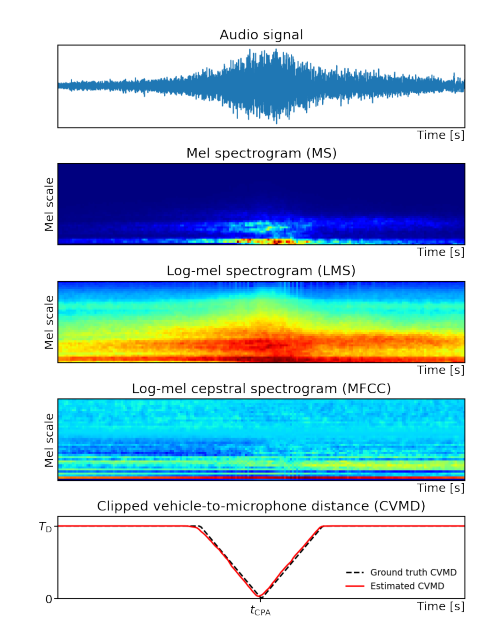 Audio signal
Time [s]
Mel spectrogram (MS)
Mel scale
Time [s]
Log-mel spectrogram (LMS)
Mel scale
Time [s]
Log-mel cepstral spectrogram (MFCC)
Mel scale
Time [s]
Clipped vehicle-to-microphone distance (CVMD)
T_D
Ground truth CVMD
Estimated CVMD
0
t_CPA
Time [s]